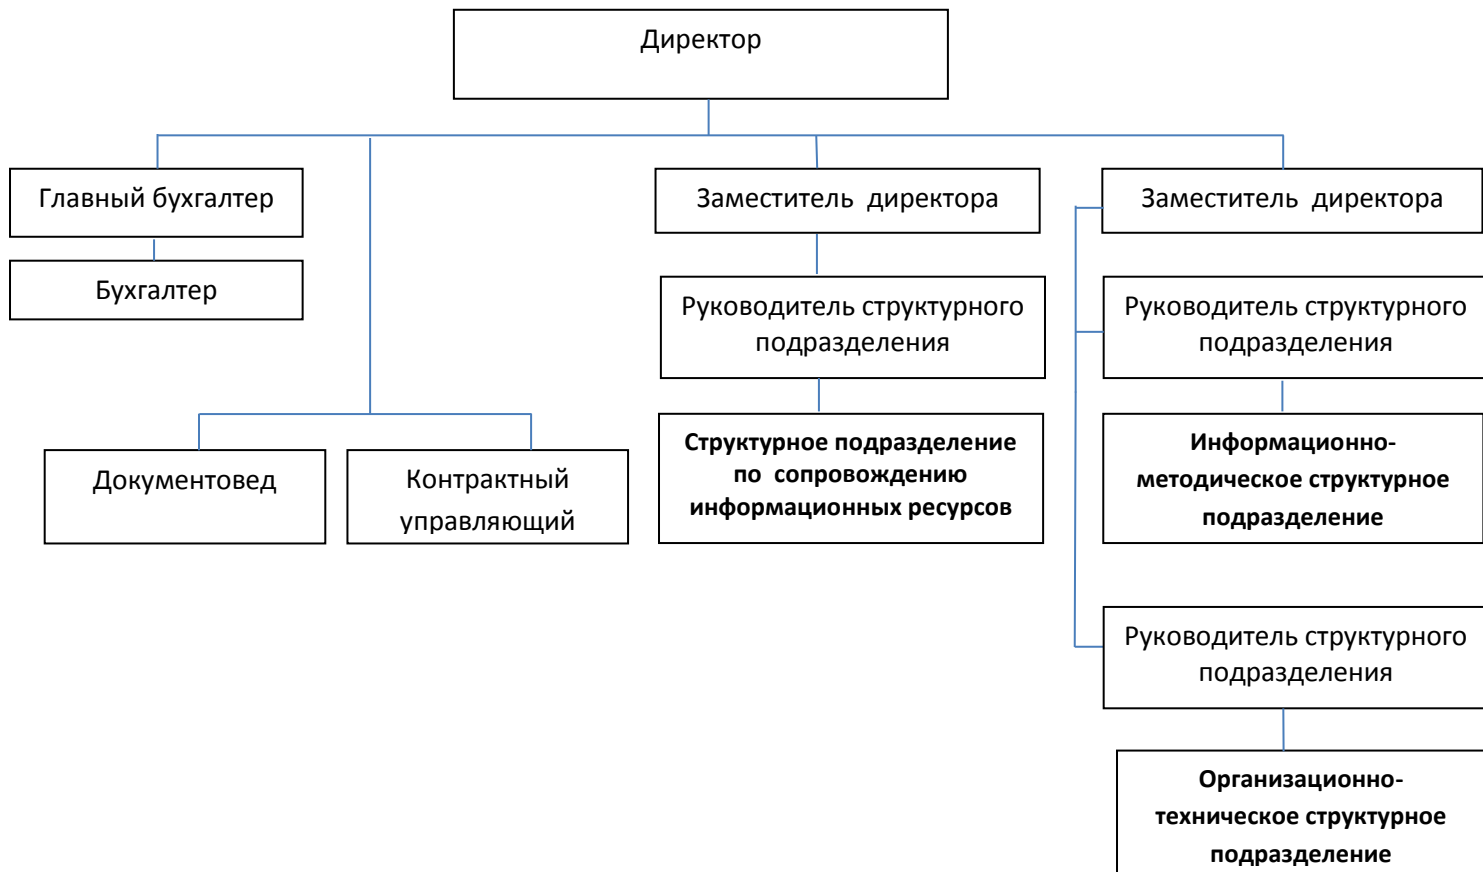 Директор
Главный бухгалтер
Заместитель директора
Заместитель директора
Бухгалтер
Руководитель структурного
подразделения
Руководитель структурного
подразделения
Документовед
Контрактный
управляющий
Структурное подразделение
по сопровождению
информационных ресурсов
Информационно-
методическое структурное
подразделение
Руководитель структурного
подразделения
Организационно-
техническое структурное
подразделение